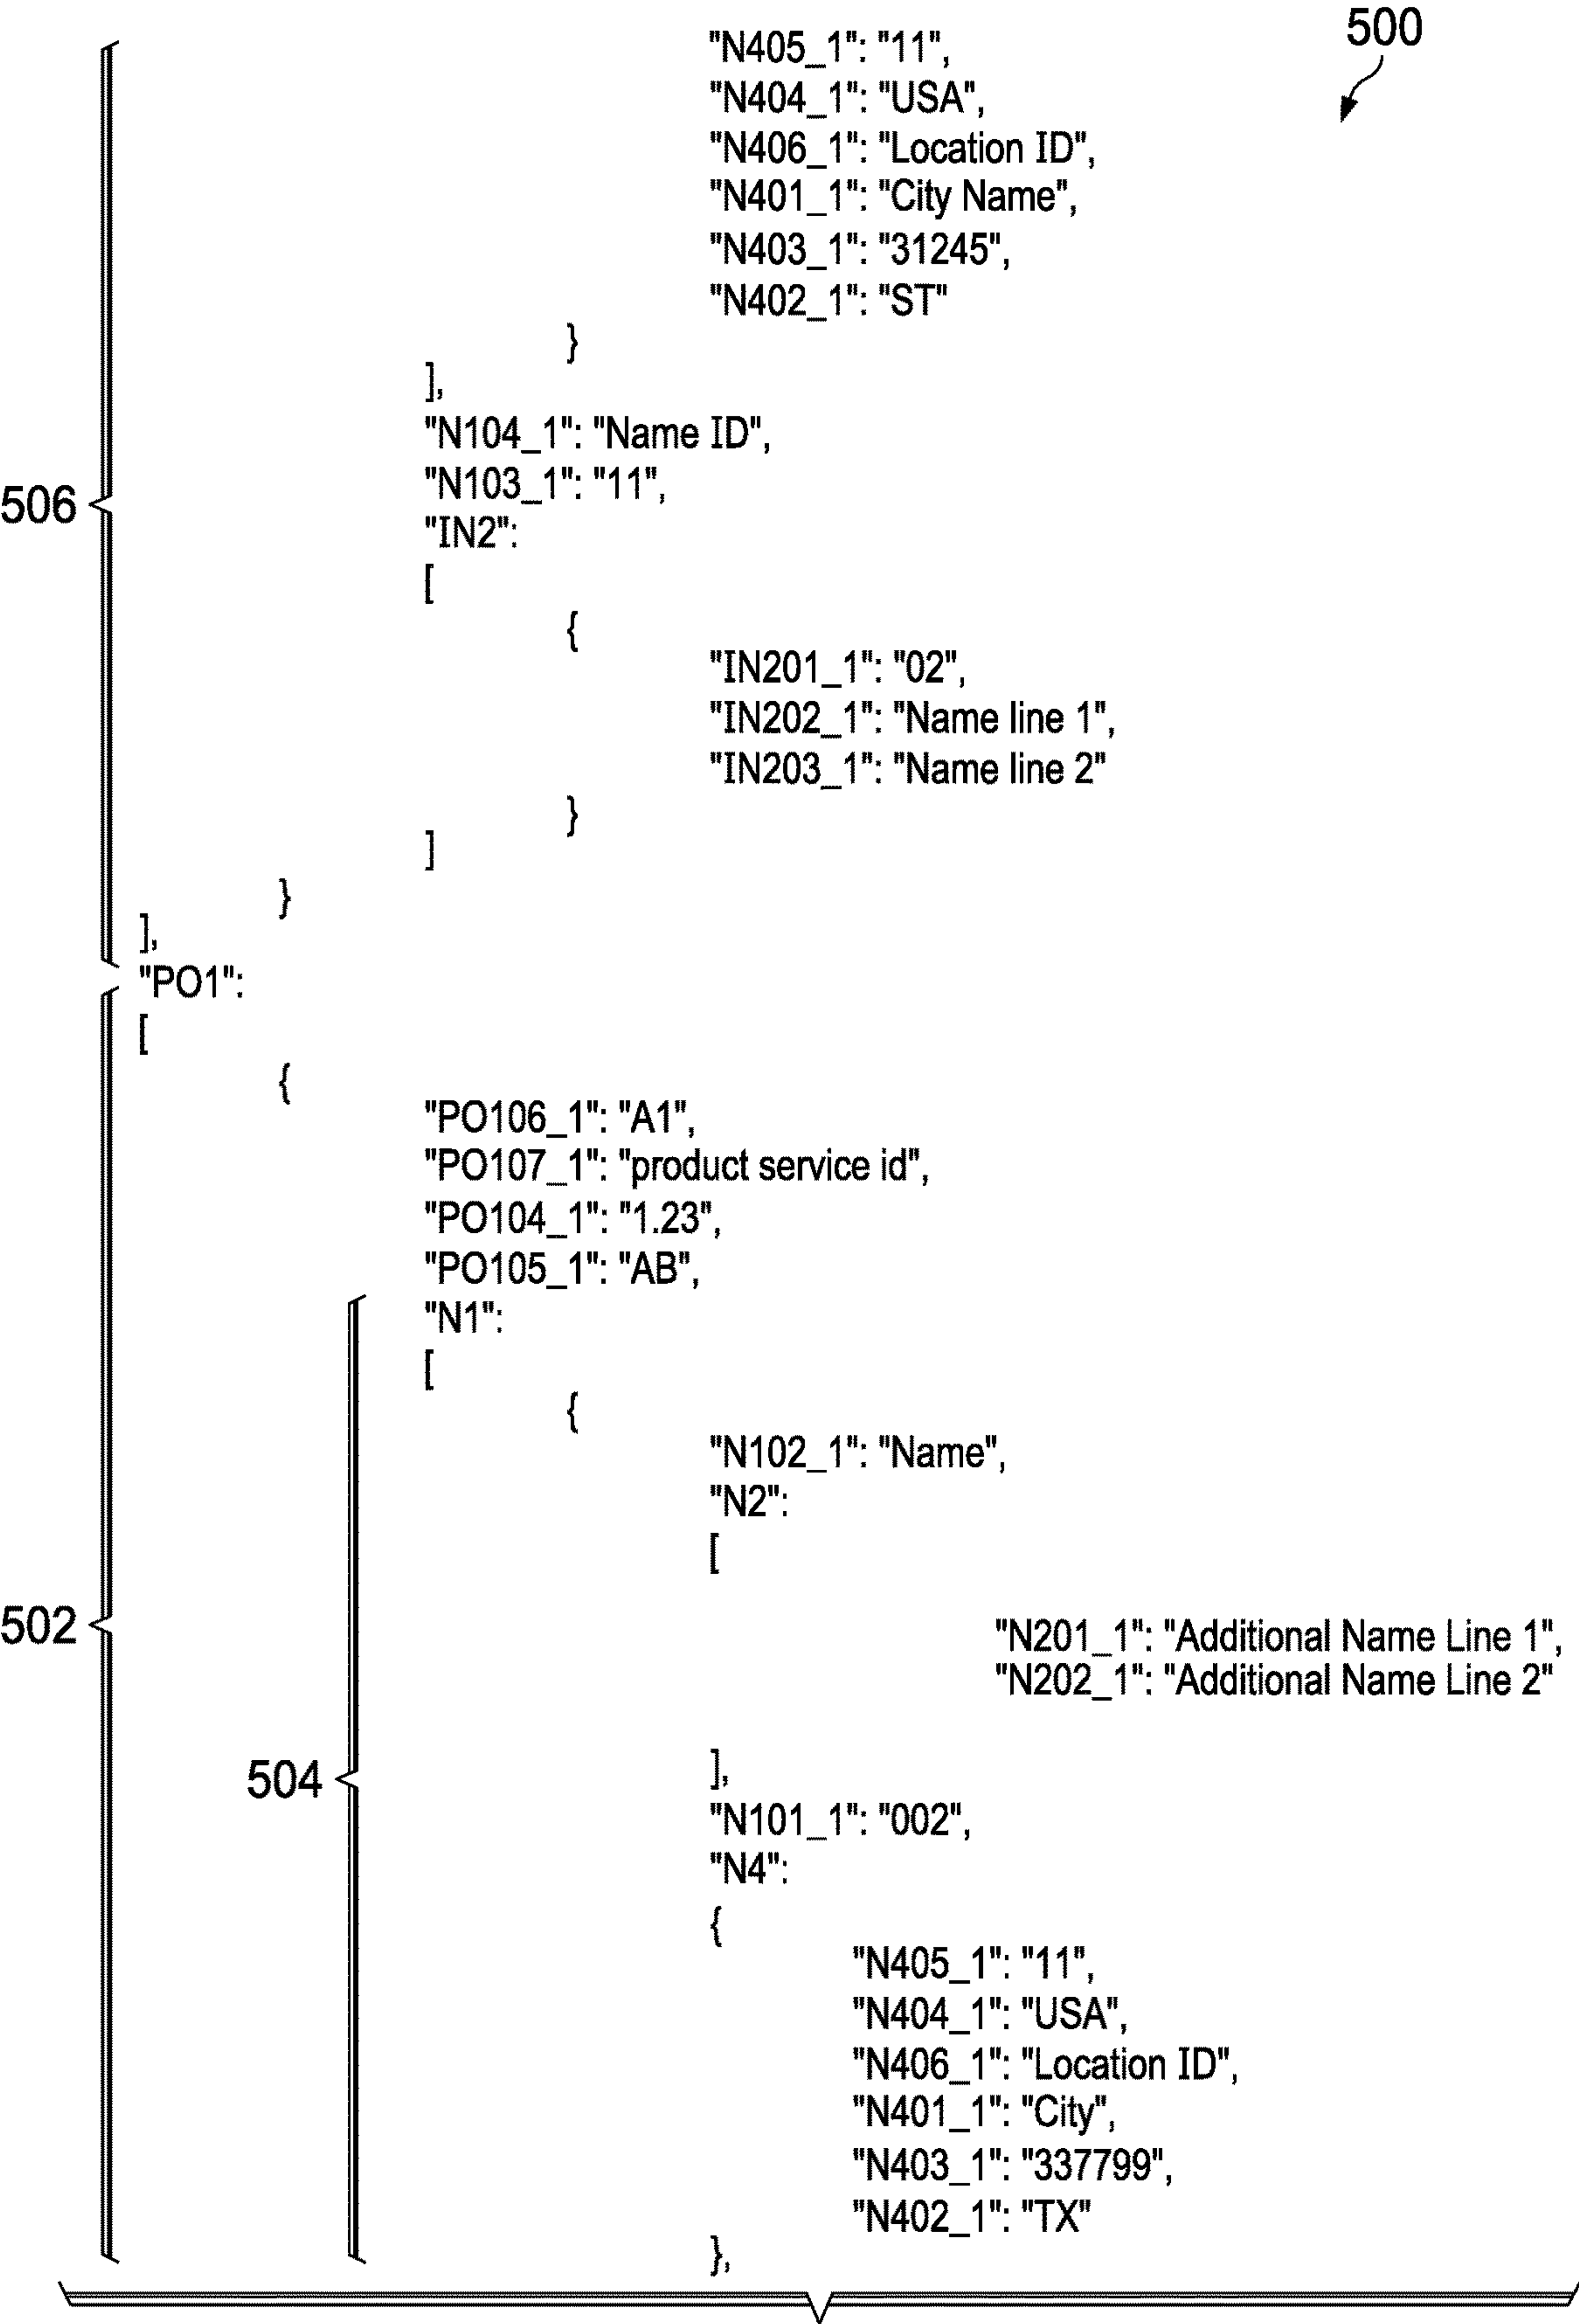 500
"N405_1": "11",
"N404_1": "USA",
"N406_1": "Location ID",
"N401_1": "City Name",
"N403_1": "31245",
"N402_1": "ST"
}
],
"N104_1": "Name ID",
"N103_1": "11",
506
"IN2":
[
{
"IN201_1": "02",
"IN202_1": "Name line 1",
"IN203_1": "Name line 2"
}
]
}
],
"PO1":
[
{
"PO106_1": "A1",
"PO107_1": "product service id",
"PO104_1": "1.23",
"PO105_1": "AB",
"N1":
[
{
"N102_1": "Name",
"N2":
[
502
"N201_1": "Additional Name Line 1",
"N202_1": "Additional Name Line 2"
],
504
"N101_1": "002",
"N4":
{
"N405_1": "11",
"N404_1": "USA",
"N406_1": "Location ID",
"N401_1": "City",
"N403_1": "337799",
"N402_1": "TX"
},